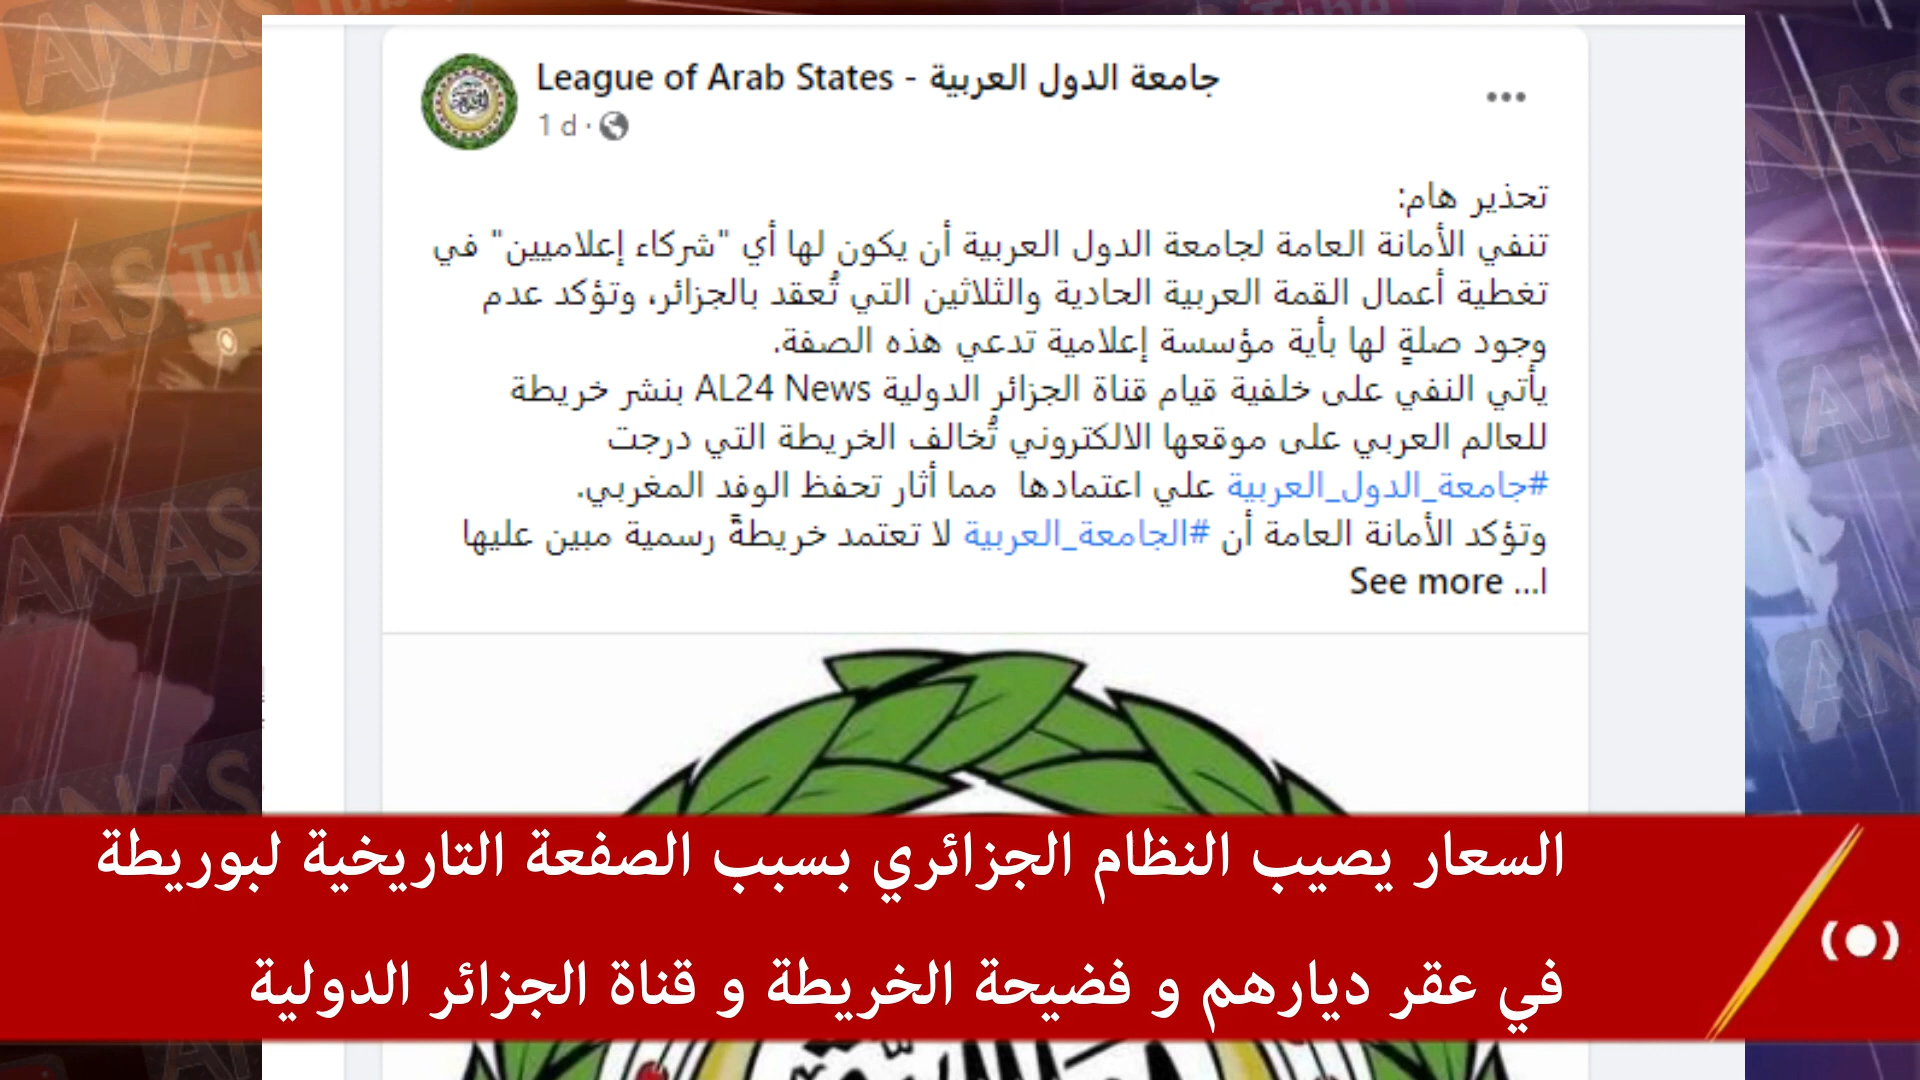 League of Arab States - جامعة الدول العربية
1 d ·
تحذير هام:
تنفي الأمانة العامة لجامعة الدول العربية أن يكون لها أي "شركاء إعلاميين" في
تغطية أعمال القمة العربية الحادية والثلاثين التي تُعقد بالجزائر، وتؤكد عدم
وجود صلةٍ لها بأية مؤسسة إعلامية تدعي هذه الصفة.
يأتي النفي على خلفية قيام قناة الجزائر الدولية AL24 News بنشر خريطة
للعالم العربي على موقعها الالكتروني تُخالف الخريطة التي درجت
#جامعة_الدول_العربية علي اعتمادها مما أثار تحفظ الوفد المغربي.
وتؤكد الأمانة العامة أن #الجامعة_العربية لا تعتمد خريطةً رسمية مبين عليها
ا... See more
السعار يصيب النظام الجزائري بسبب الصفعة التاريخية لبوريطة
في عقر ديارهم و فضيحة الخريطة و قناة الجزائر الدولية
ANAS Tube